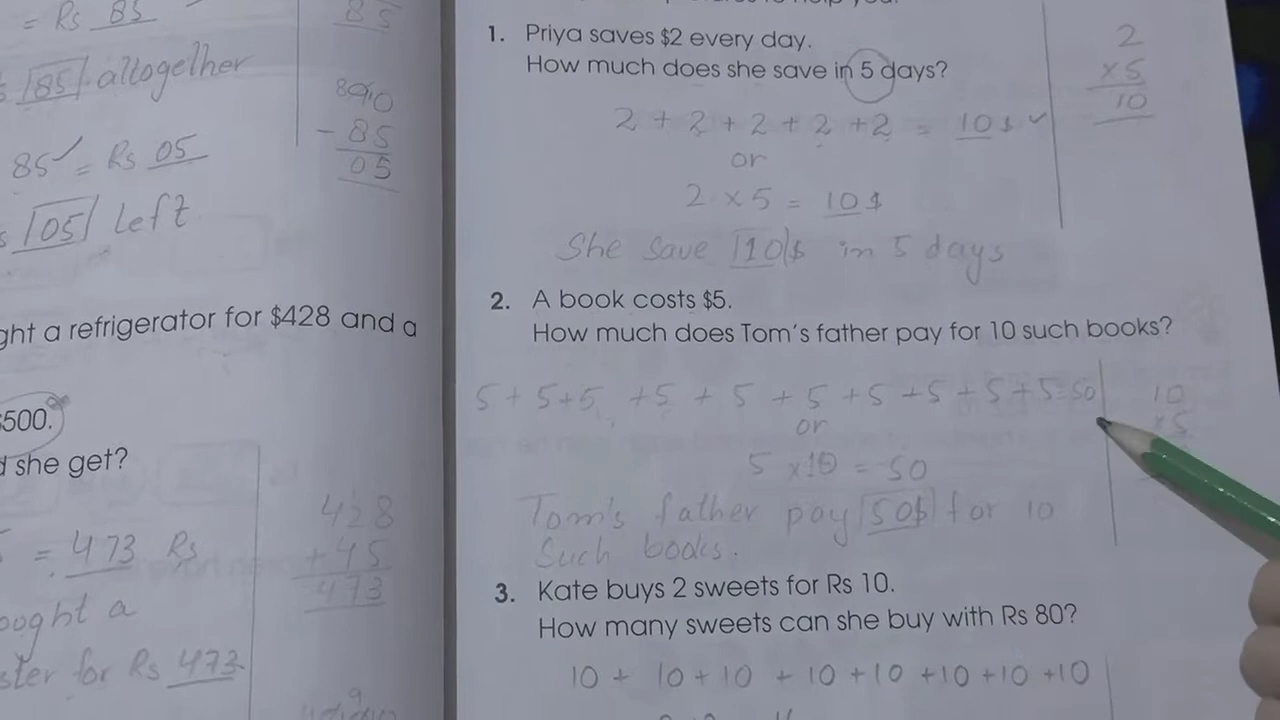 = Rs 85
85
85 altogether
8910
- 85
05
85 ✓ = Rs 05
05 left
ght a refrigerator for $428 and a
500.
d she get?
= 473 Rs
428
+ 45
473
ought a
ster for Rs 473
1. Priya saves $2 every day.
How much does she save in 5 days?
2 + 2 + 2 + 2 + 2 = 10$ ✓
or
2 × 5 = 10$
She save 10$ in 5 days
2
×5
10
2. A book costs $5.
How much does Tom's father pay for 10 such books?
5 + 5 + 5 + 5 + 5 + 5 + 5 + 5 + 5 + 5 = 50
or
5 × 10 = 50
10
×5
Tom's father pay 50$ for 10
Such books.
3. Kate buys 2 sweets for Rs 10.
How many sweets can she buy with Rs 80?
10 + 10 + 10 + 10 + 10 + 10 + 10 + 10